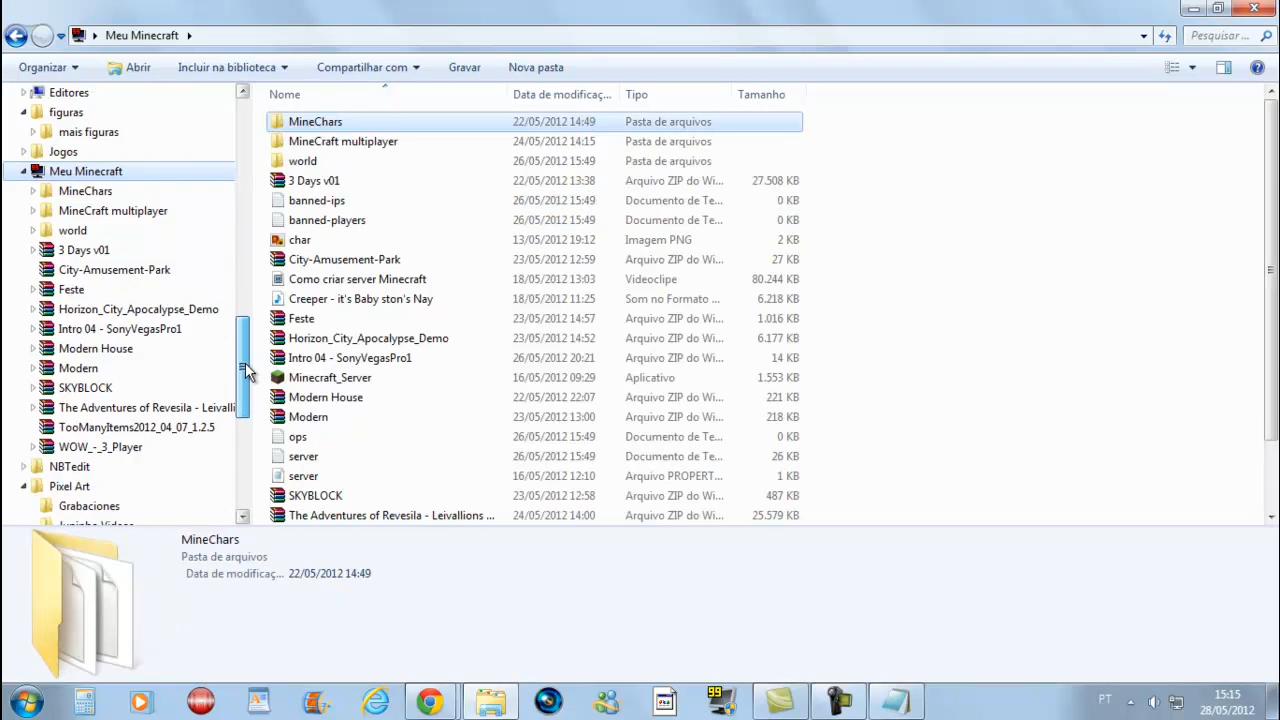 Meu Minecraft
Pesquisar ...
Organizar
Abrir
Incluir na biblioteca
Compartilhar com
Gravar
Nova pasta
Editores
figuras
mais figuras
Jogos
Meu Minecraft
MineChars
MineCraft multiplayer
world
3 Days v01
City-Amusement-Park
Feste
Horizon_City_Apocalypse_Demo
Intro 04 - SonyVegasPro1
Modern House
Modern
SKYBLOCK
The Adventures of Revesila - Leivalli
TooManyItems2012_04_07_1.2.5
WOW_-_3_Player
NBTedit
Pixel Art
Grabaciones
Nome Data de modificaç... Tipo Tamanho
MineChars 22/05/2012 14:49 Pasta de arquivos
MineCraft multiplayer 24/05/2012 14:15 Pasta de arquivos
world 26/05/2012 15:49 Pasta de arquivos
3 Days v01 22/05/2012 13:38 Arquivo ZIP do Wi... 27.508 KB
banned-ips 26/05/2012 15:49 Documento de Te... 0 KB
banned-players 26/05/2012 15:49 Documento de Te... 0 KB
char 13/05/2012 19:12 Imagem PNG 2 KB
City-Amusement-Park 23/05/2012 12:59 Arquivo ZIP do Wi... 27 KB
Como criar server Minecraft 18/05/2012 13:03 Videoclipe 80.244 KB
Creeper - it's Baby ston's Nay 18/05/2012 11:25 Som no Formato ... 6.218 KB
Feste 23/05/2012 14:57 Arquivo ZIP do Wi... 1.016 KB
Horizon_City_Apocalypse_Demo 23/05/2012 14:52 Arquivo ZIP do Wi... 6.177 KB
Intro 04 - SonyVegasPro1 26/05/2012 20:21 Arquivo ZIP do Wi... 14 KB
Minecraft_Server 16/05/2012 09:29 Aplicativo 1.553 KB
Modern House 22/05/2012 22:07 Arquivo ZIP do Wi... 221 KB
Modern 23/05/2012 13:00 Arquivo ZIP do Wi... 218 KB
ops 26/05/2012 15:49 Documento de Te... 0 KB
server 26/05/2012 15:49 Documento de Te... 26 KB
server 16/05/2012 12:10 Arquivo PROPERT... 1 KB
SKYBLOCK 23/05/2012 12:58 Arquivo ZIP do Wi... 487 KB
The Adventures of Revesila - Leivallions ... 24/05/2012 14:00 Arquivo ZIP do Wi... 25.579 KB
MineChars
Pasta de arquivos
Data de modificaç... 22/05/2012 14:49
99
PT
15:15
28/05/2012